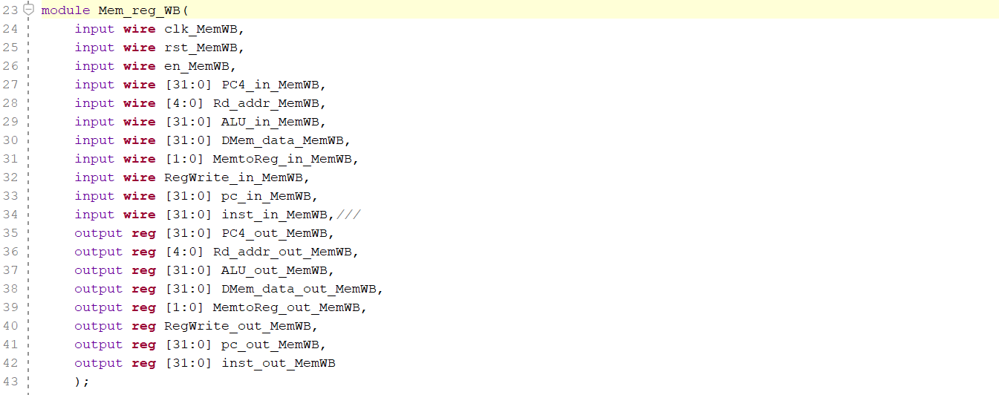 23 module Mem_reg_WB(
24 input wire clk_MemWB,
25 input wire rst_MemWB,
26 input wire en_MemWB,
27 input wire [31:0] PC4_in_MemWB,
28 input wire [4:0] Rd_addr_MemWB,
29 input wire [31:0] ALU_in_MemWB,
30 input wire [31:0] DMem_data_MemWB,
31 input wire [1:0] MemtoReg_in_MemWB,
32 input wire RegWrite_in_MemWB,
33 input wire [31:0] pc_in_MemWB,
34 input wire [31:0] inst_in_MemWB,///
35 output reg [31:0] PC4_out_MemWB,
36 output reg [4:0] Rd_addr_out_MemWB,
37 output reg [31:0] ALU_out_MemWB,
38 output reg [31:0] DMem_data_out_MemWB,
39 output reg [1:0] MemtoReg_out_MemWB,
40 output reg RegWrite_out_MemWB,
41 output reg [31:0] pc_out_MemWB,
42 output reg [31:0] inst_out_MemWB
43 );